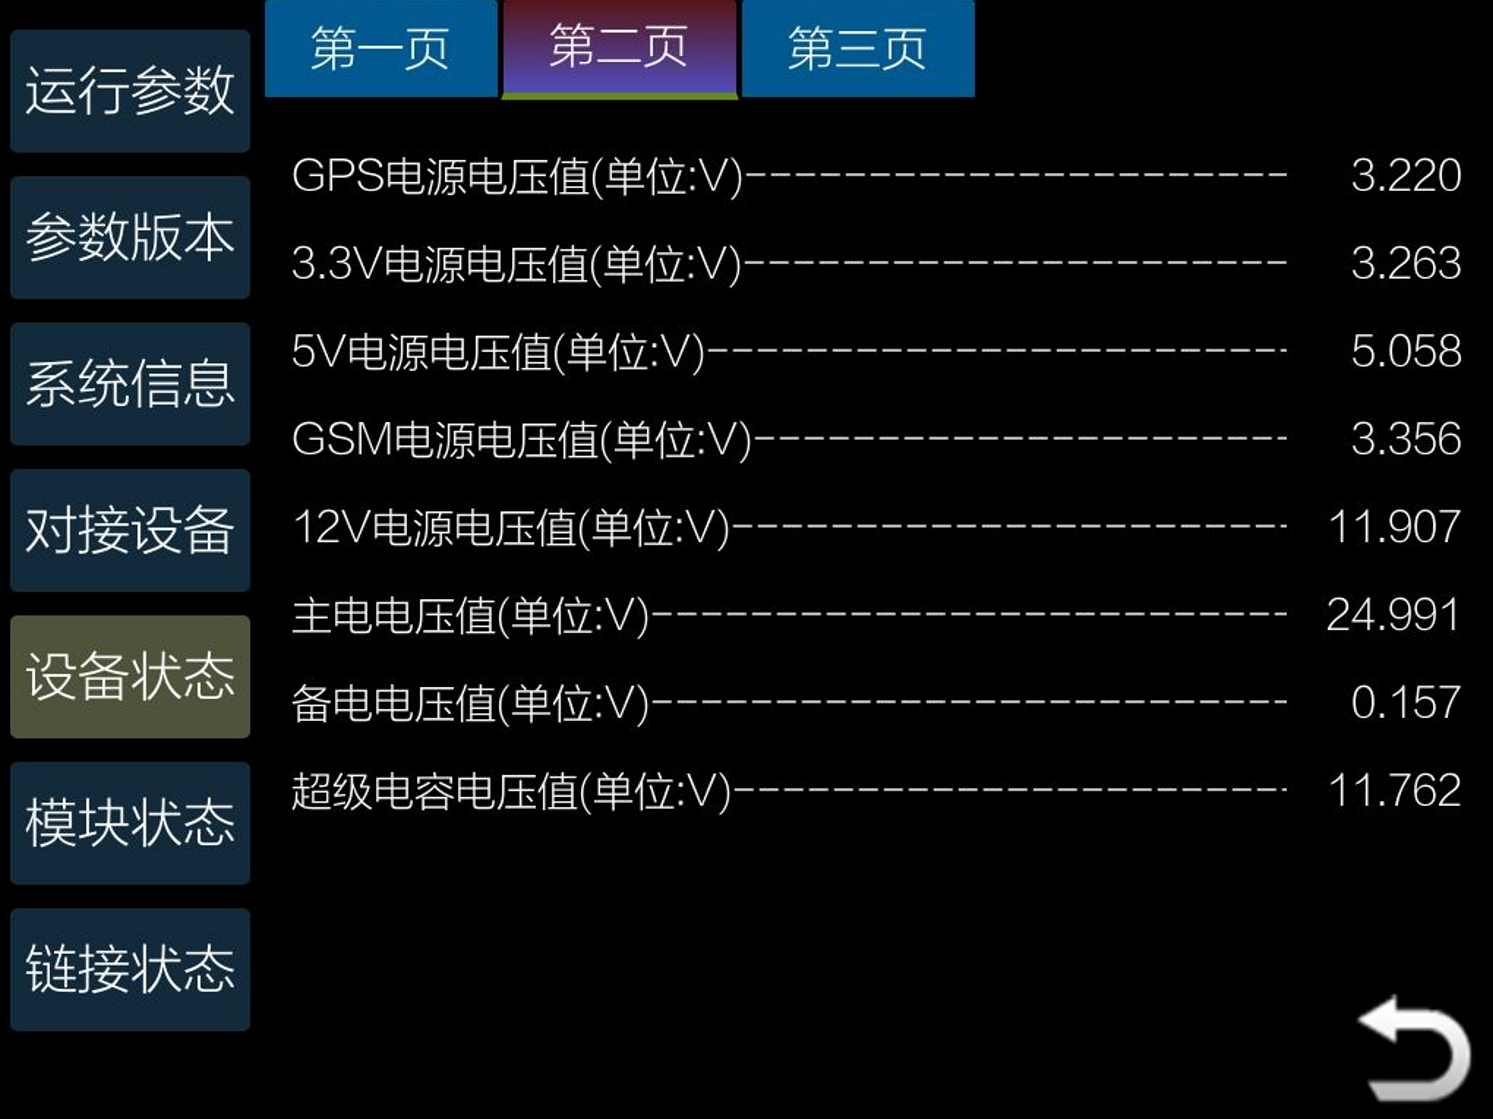 第一页
第二页
第三页
运行参数
参数版本
系统信息
对接设备
设备状态
模块状态
链接状态
GPS电源电压值(单位:V)---------------------- 3.220
3.3V电源电压值(单位:V)---------------------- 3.263
5V电源电压值(单位:V)------------------------ 5.058
GSM电源电压值(单位:V)---------------------- 3.356
12V电源电压值(单位:V)----------------------- 11.907
主电电压值(单位:V)-------------------------- 24.991
备电电压值(单位:V)-------------------------- 0.157
超级电容电压值(单位:V)----------------------- 11.762